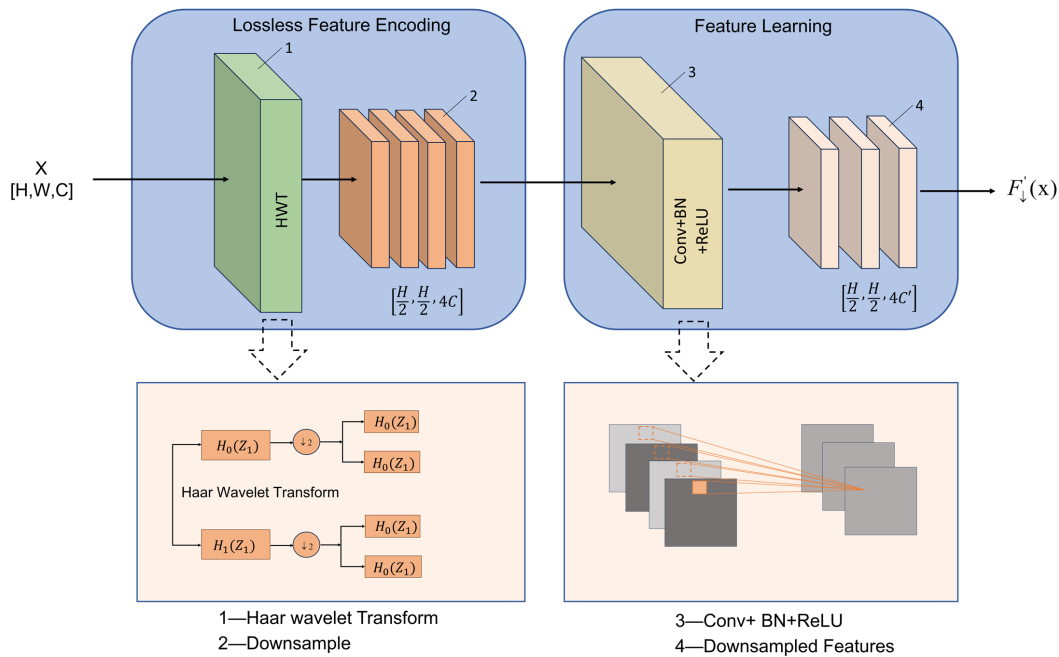 Lossless Feature Encoding
Feature Learning
1
2
3
4
X
[H,W,C]
HWT
Conv+BN
+ReLU
F'↓(x)
[H/2, H/2, 4C]
[H/2, H/2, 4C′]
H₀(Z₁)
↓2
H₀(Z₁)
H₀(Z₁)
Haar Wavelet Transform
H₁(Z₁)
↓2
H₀(Z₁)
H₀(Z₁)
1—Haar wavelet Transform
2—Downsample
3—Conv+ BN+ReLU
4—Downsampled Features